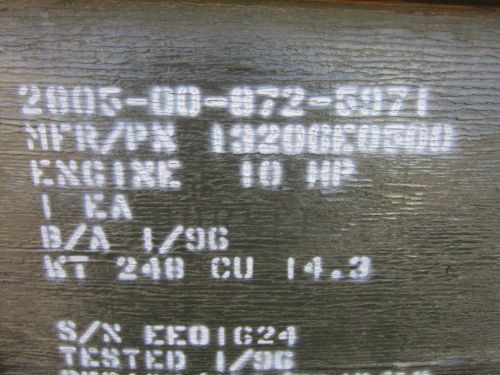 2805-00-872-5971
MFR/PN 13206E0500
ENGINE 10 HP
1 EA
B/A 1/96
WT 248 CU 14.3
S/N EE01624
TESTED 1/96